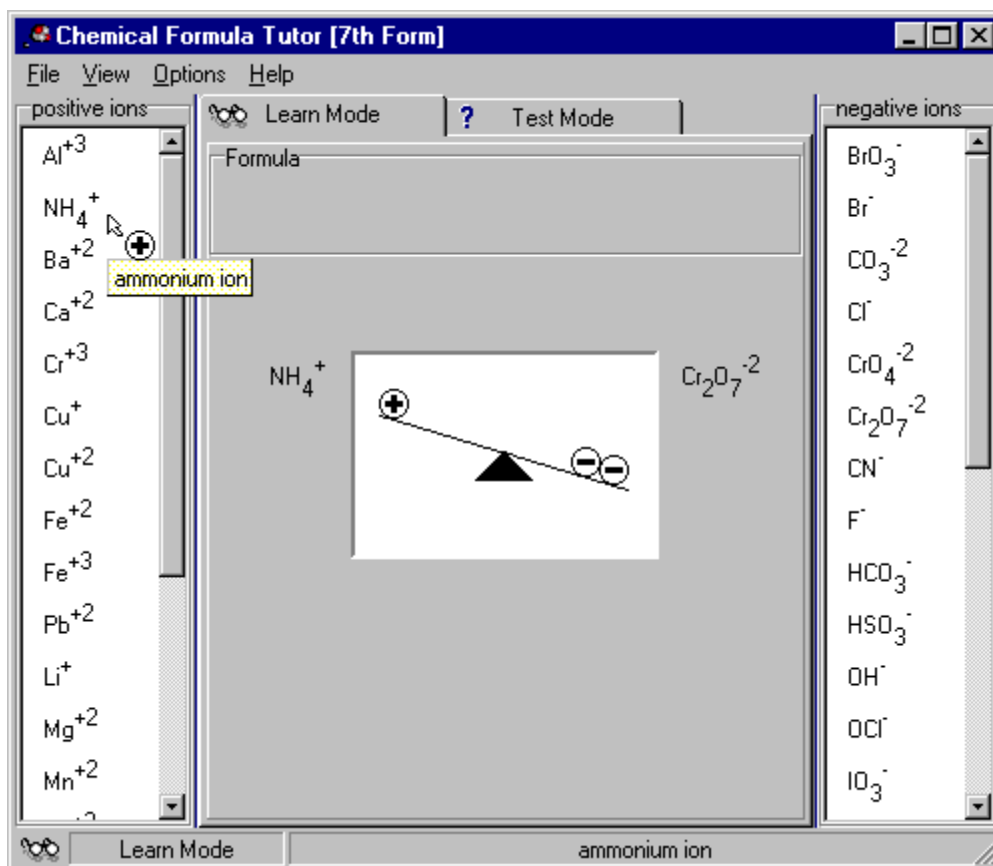 Chemical Formula Tutor [7th Form]
File View Options Help
positive ions
Al+3
NH4+
Ba+2
ammonium ion
Ca+2
Cr+3
Cu+
Cu+2
Fe+2
Fe+3
Pb+2
Li+
Mg+2
Mn+2
Learn Mode
? Test Mode
Formula
NH4+
Cr2O7-2
negative ions
BrO3-
Br-
CO3-2
Cl-
CrO4-2
Cr2O7-2
CN-
F-
HCO3-
HSO3-
OH-
OCl-
IO3-
Learn Mode
ammonium ion